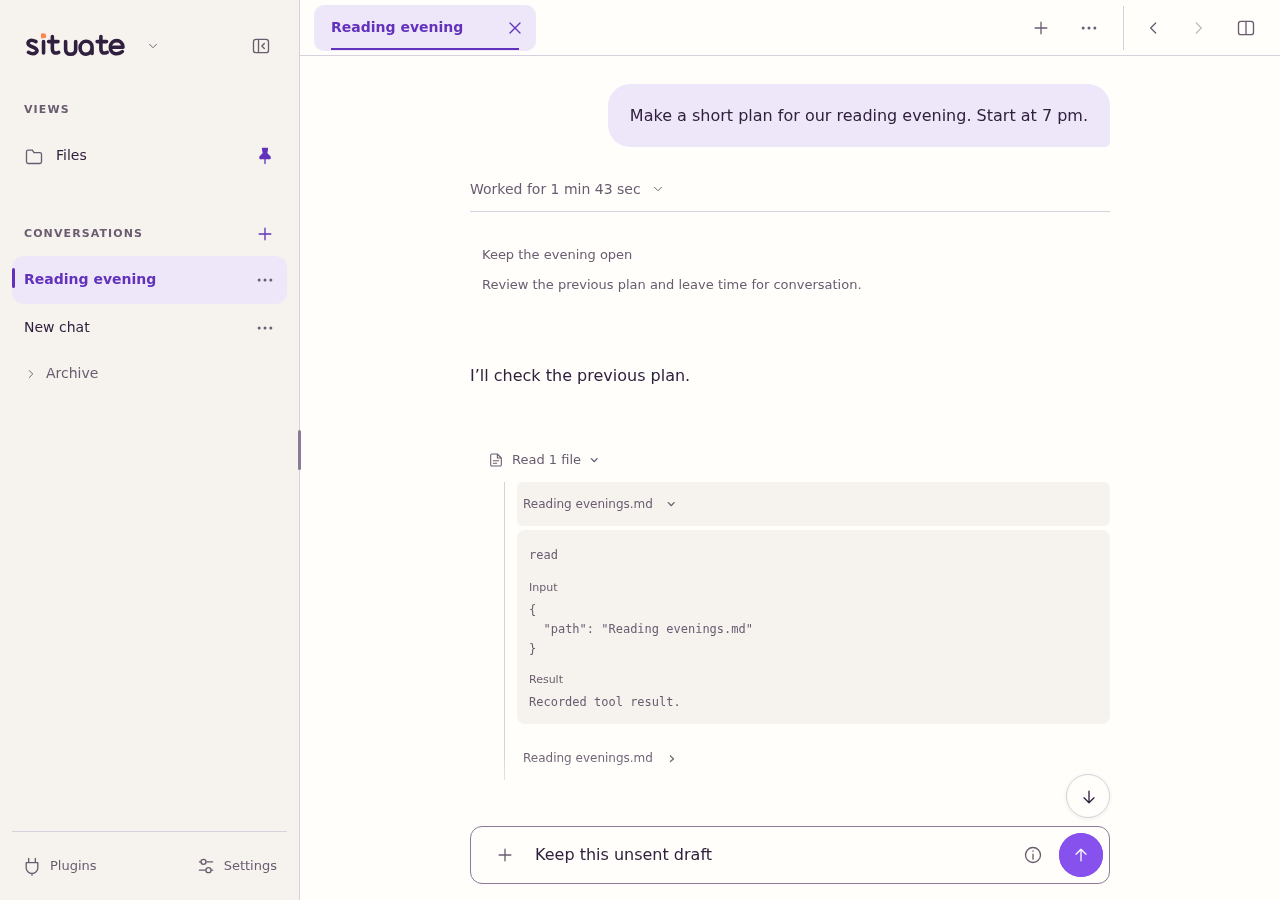 situate
VIEWS
Files
CONVERSATIONS
Reading evening
New chat
Archive
Plugins
Settings
Reading evening
Make a short plan for our reading evening. Start at 7 pm.
Worked for 1 min 43 sec
Keep the evening open
Review the previous plan and leave time for conversation.
I’ll check the previous plan.
Read 1 file
Reading evenings.md
read
Input
{
"path": "Reading evenings.md"
}
Result
Recorded tool result.
Reading evenings.md
Keep this unsent draft